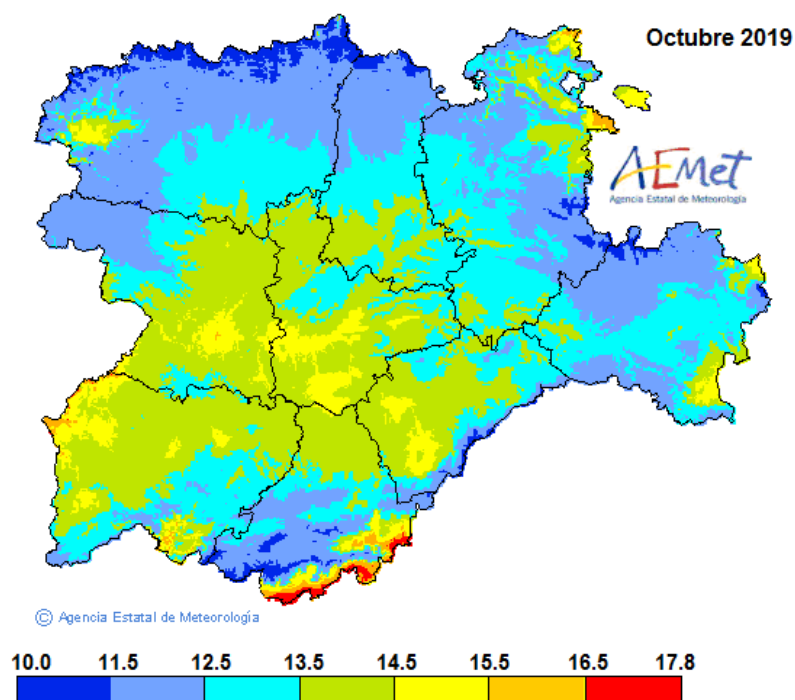 Octubre 2019
AEMet
Agencia Estatal de Meteorología
© Agencia Estatal de Meteorología
10.0 11.5 12.5 13.5 14.5 15.5 16.5 17.8